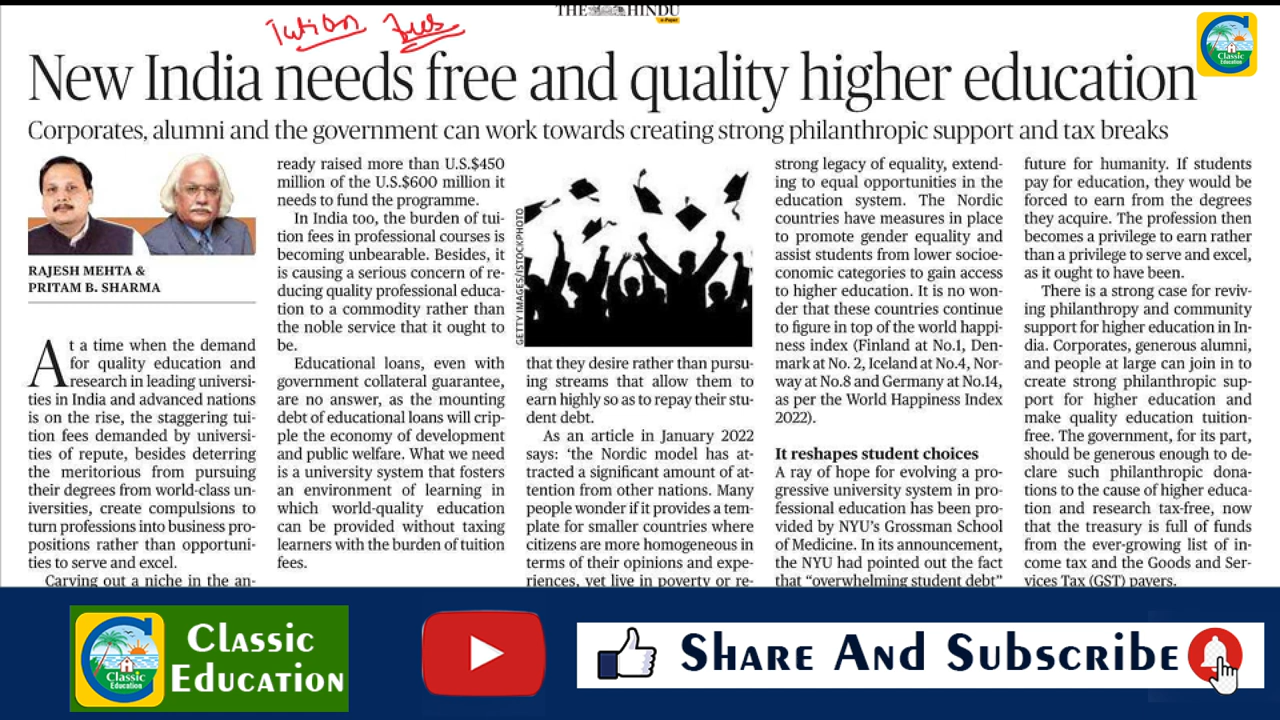 THE HINDU
e-Paper
Tution fees
Classic
Education
New India needs free and quality higher education
Corporates, alumni and the government can work towards creating strong philanthropic support and tax breaks
RAJESH MEHTA &
PRITAM B. SHARMA
At a time when the demand
for quality education and
research in leading universi-
ties in India and advanced nations
is on the rise, the staggering tui-
tion fees demanded by universi-
ties of repute, besides deterring
the meritorious from pursuing
their degrees from world-class un-
iversities, create compulsions to
turn professions into business pro-
positions rather than opportuni-
ties to serve and excel.
Carving out a niche in the an-
ready raised more than U.S.$450
million of the U.S.$600 million it
needs to fund the programme.
In India too, the burden of tui-
tion fees in professional courses is
becoming unbearable. Besides, it
is causing a serious concern of re-
ducing quality professional educa-
tion to a commodity rather than
the noble service that it ought to
be.
Educational loans, even with
government collateral guarantee,
are no answer, as the mounting
debt of educational loans will crip-
ple the economy of development
and public welfare. What we need
is a university system that fosters
an environment of learning in
which world-quality education
can be provided without taxing
learners with the burden of tuition
fees.
GETTY IMAGES/ISTOCKPHOTO
that they desire rather than pursu-
ing streams that allow them to
earn highly so as to repay their stu-
dent debt.
As an article in January 2022
says: ‘the Nordic model has at-
tracted a significant amount of at-
tention from other nations. Many
people wonder if it provides a tem-
plate for smaller countries where
citizens are more homogeneous in
terms of their opinions and expe-
riences, yet live in poverty or re-
strong legacy of equality, extend-
ing to equal opportunities in the
education system. The Nordic
countries have measures in place
to promote gender equality and
assist students from lower socioe-
conomic categories to gain access
to higher education. It is no won-
der that these countries continue
to figure in top of the world happi-
ness index (Finland at No.1, Den-
mark at No. 2, Iceland at No.4, Nor-
way at No.8 and Germany at No.14,
as per the World Happiness Index
2022).
It reshapes student choices
A ray of hope for evolving a pro-
gressive university system in pro-
fessional education has been pro-
vided by NYU’s Grossman School
of Medicine. In its announcement,
the NYU had pointed out the fact
that “overwhelming student debt”
future for humanity. If students
pay for education, they would be
forced to earn from the degrees
they acquire. The profession then
becomes a privilege to earn rather
than a privilege to serve and excel,
as it ought to have been.
There is a strong case for reviv-
ing philanthropy and community
support for higher education in In-
dia. Corporates, generous alumni,
and people at large can join in to
create strong philanthropic sup-
port for higher education and
make quality education tuition-
free. The government, for its part,
should be generous enough to de-
clare such philanthropic dona-
tions to the cause of higher educa-
tion and research tax-free, now
that the treasury is full of funds
from the ever-growing list of in-
come tax and the Goods and Ser-
vices Tax (GST) payers.
Classic
Education
Classic
Education
Share And Subscribe